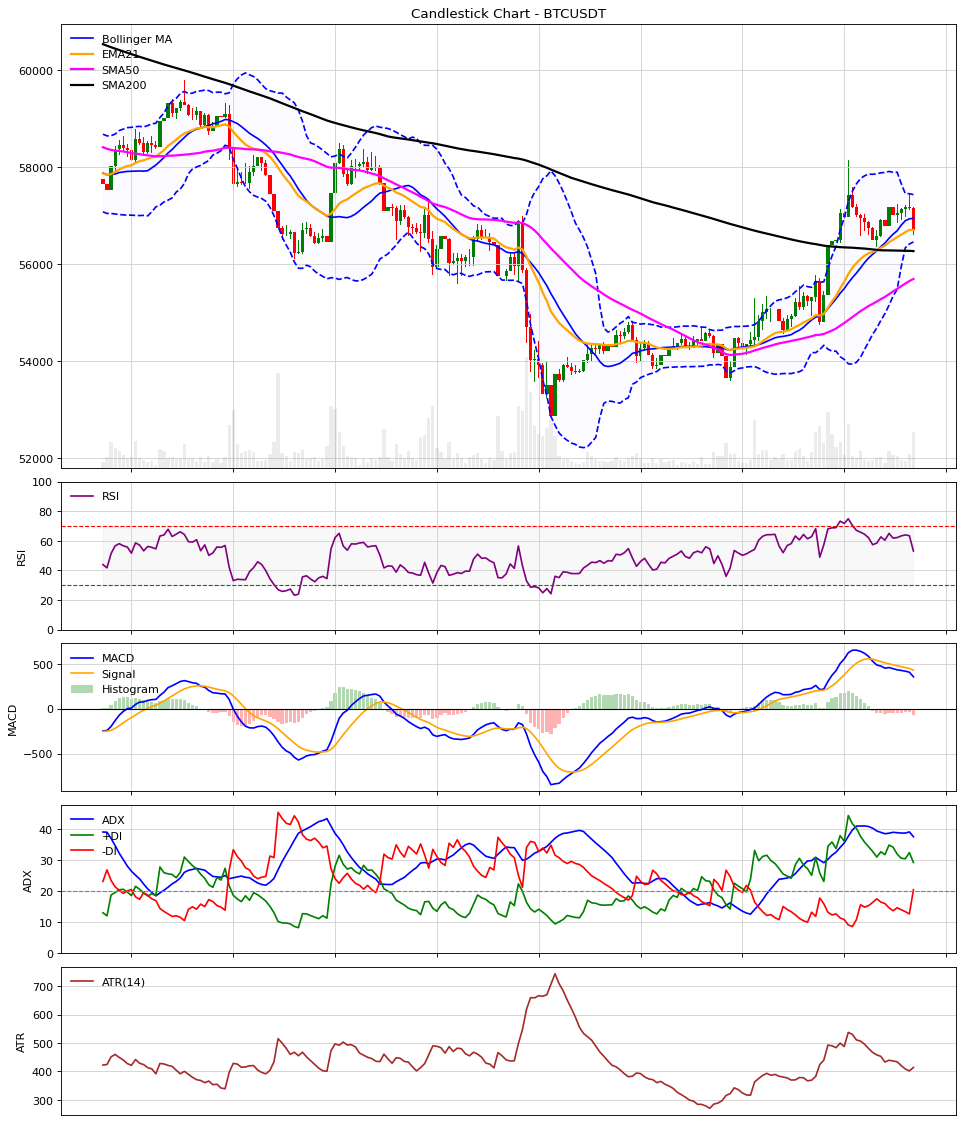 Candlestick Chart - BTCUSDT
Bollinger MA
EMA21
SMA50
SMA200
60000
58000
56000
54000
52000
RSI
RSI
100
80
60
40
20
0
MACD
Signal
Histogram
MACD
500
0
−500
ADX
+DI
-DI
ADX
40
30
20
10
0
ATR(14)
ATR
700
600
500
400
300